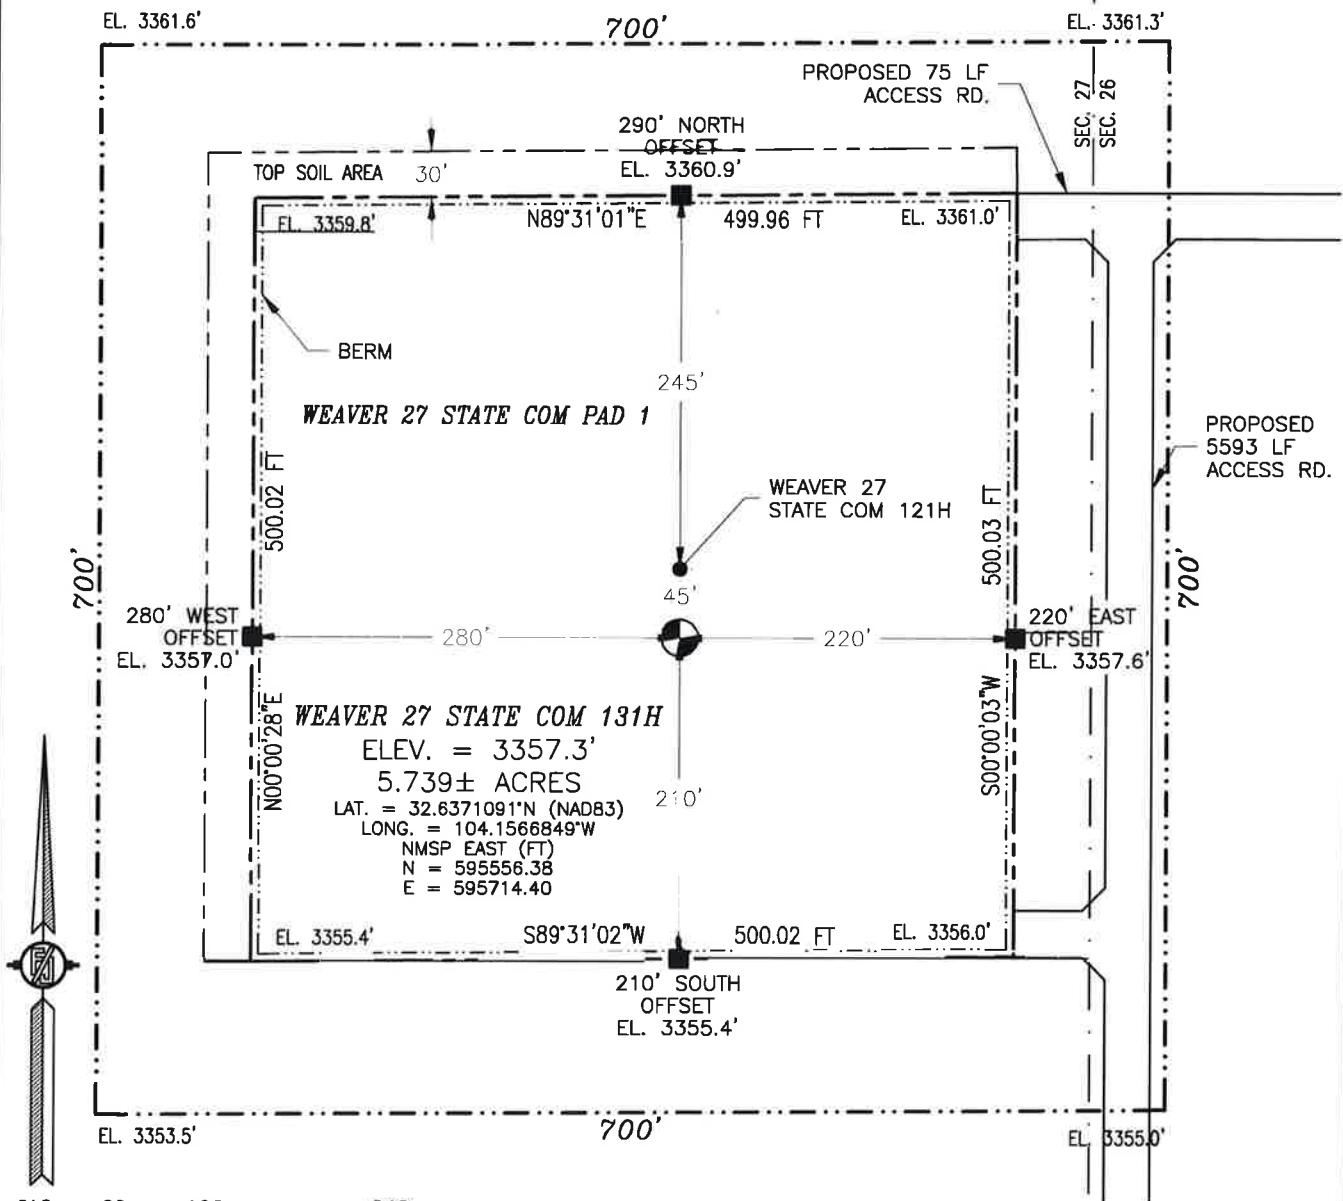 EL. 3361.6'
700'
EL. 3361.3'
PROPOSED 75 LF
ACCESS RD.
SEC. 27
SEC. 26
290' NORTH
OFFSET
EL. 3360.9'
TOP SOIL AREA
30'
EL. 3359.8'
N89°31'01"E
499.96 FT
EL. 3361.0'
BERM
245'
WEAVER 27 STATE COM PAD 1
PROPOSED
5593 LF
ACCESS RD.
500.02 FT
WEAVER 27
STATE COM 121H
500.03 FT
700'
700'
45'
280' WEST
OFFSET
EL. 3357.0'
280'
220'
220' EAST
OFFSET
EL. 3357.6'
N00°00'28"E
WEAVER 27 STATE COM 131H
ELEV. = 3357.3'
5.739± ACRES
LAT. = 32.6371091°N (NAD83)
LONG. = 104.1566849°W
NMSP EAST (FT)
N = 595556.38
E = 595714.40
210'
S00°00'03"W
EL. 3355.4'
S89°31'02"W
500.02 FT
EL. 3356.0'
210' SOUTH
OFFSET
EL. 3355.4'
EL. 3353.5'
700'
EL. 3355.0'